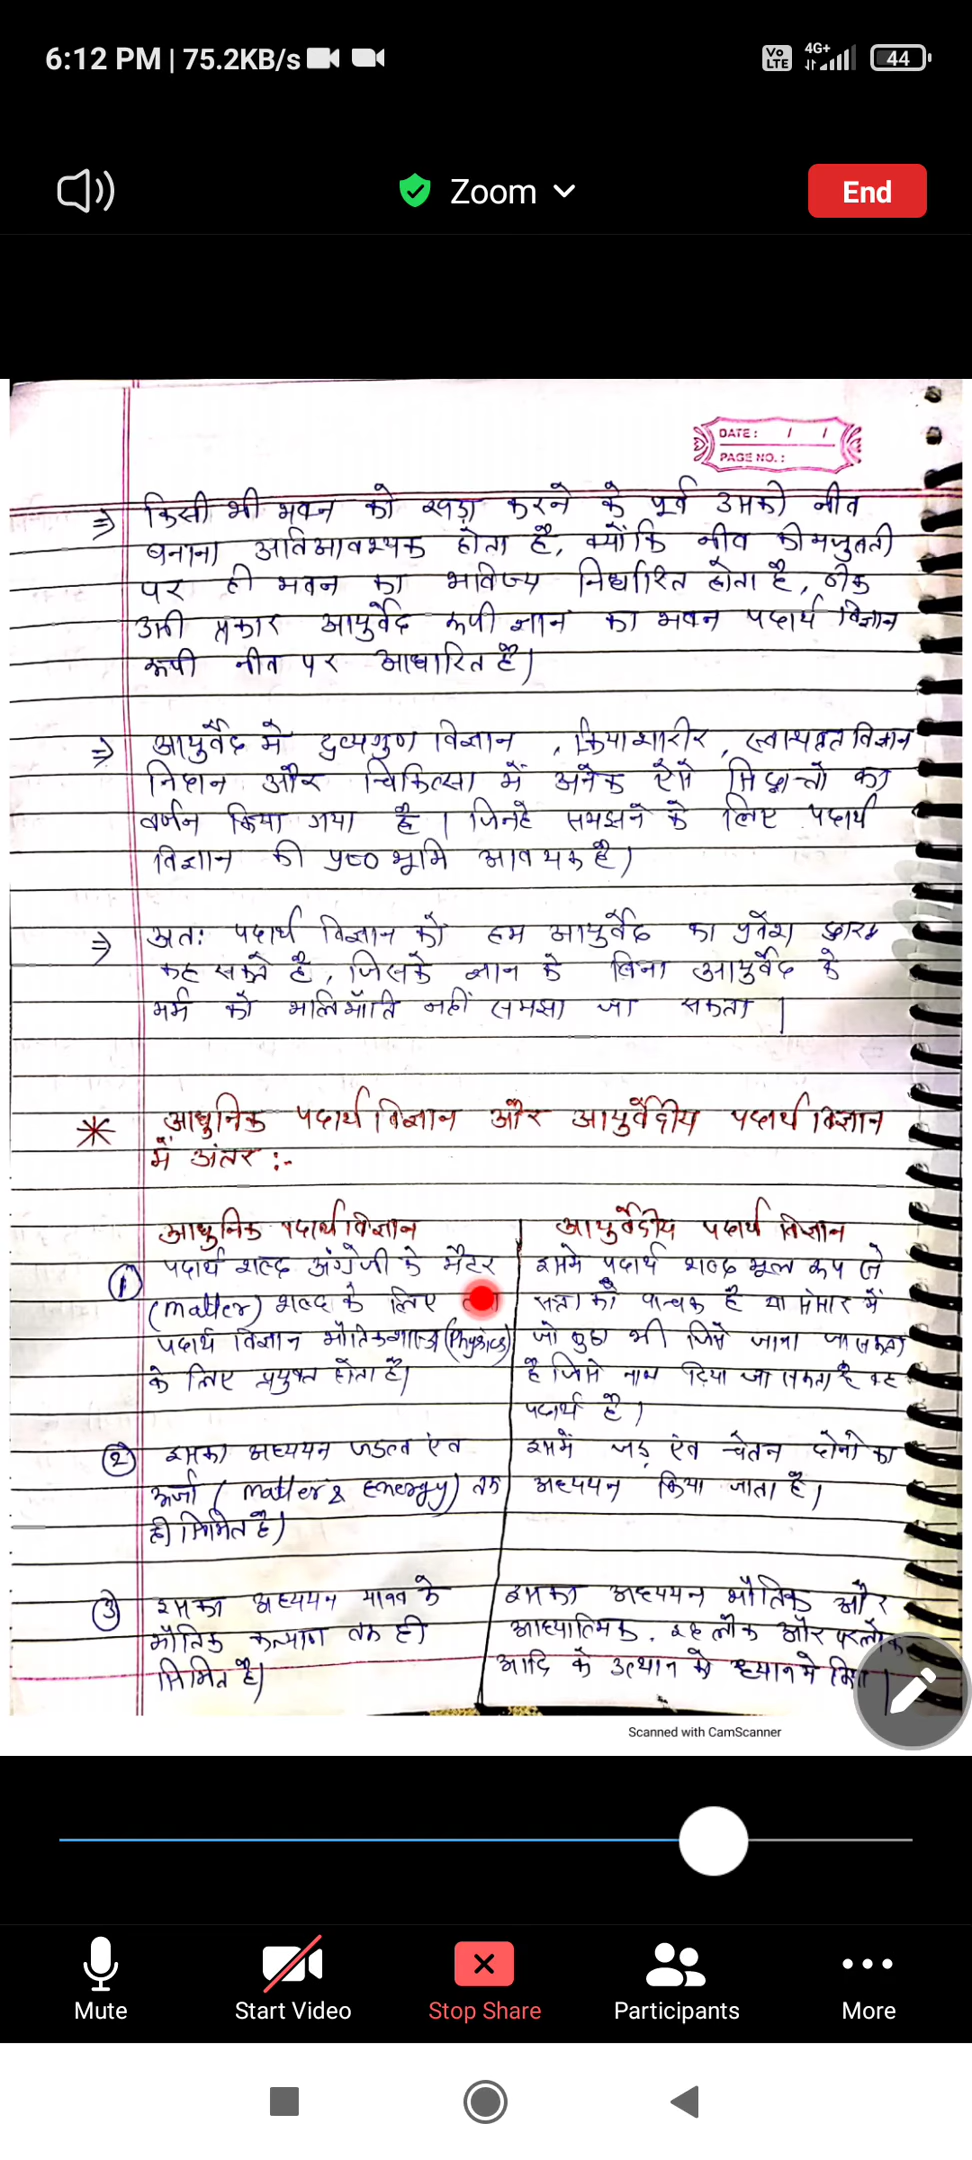 6:12 PM | 75.2KB/s
Vo LTE 4G+ 44
Zoom
End
DATE: / /
PAGE NO.:
⇒ किसी भी भवन को खड़ा करने के पूर्व उसकी नीव
बनाना अतिआवश्यक होता है, क्योंकि नीव की मजुतती
पर ही भवन का भविष्य निर्धारित होता है, ठीक
उसी प्रकार आयुर्वेद रूपी ज्ञान का भवन पदार्थ विज्ञान
रूपी नीव पर आधारित है।
⇒ आयुर्वेद मे द्रव्यगुण विज्ञान , क्रियाशारीर , स्वास्थवृत विज्ञान
निदान और चिकित्सा में अनेक ऐसे सिद्धान्तो का
वर्णन किया गया है । जिनहे समझने के लिए पदार्थ
विज्ञान की पृष्ठ भूमि आवश्यक है।
⇒ अतः पदार्थ विज्ञान को हम आयुर्वेद का प्रवेश द्वारा
कह सकते है, जिसके ज्ञान के बिना आयुर्वेद के
मर्म को भलिभाँति नहीं समझा जा सकता |
* आधुनिक पदार्थ विज्ञान और आयुर्वेदीय पदार्थ विज्ञान
में अंतर :-
आधुनिक पदार्थ विज्ञान
① पदार्थ शब्द अंग्रेजी के मैटर
(matter) शब्द के लिए
पदार्थ विज्ञान भौतिकशास्त्र (Physics)
के लिए प्रयुक्त होता है।
② इसका अध्ययन जडत्व एंव
ऊर्जा ( matter & Energy) तक
ही सिमित है।
③ इसका अध्ययन मानव के
भौतिक कल्याण तक ही
सिमित है।
आयुर्वेदीय पदार्थ विज्ञान
इसमे पदार्थ शब्द मूल रूप से
सत्ता को वाचक है या संसार में
जो कुछ भी जिसे जाना जा सकता
है जिसे नाम दिया जा सकता है वह
पदार्थ है।
इसमें जड़ एंव चेतन दोनो का
अध्ययन किया जाता है।
इसका अध्ययन भौतिक और
आध्यात्मिक, इहलोक और परलोक
आदि के उत्थान के ध्यान मे
Scanned with CamScanner
Mute
Start Video
Stop Share
Participants
More